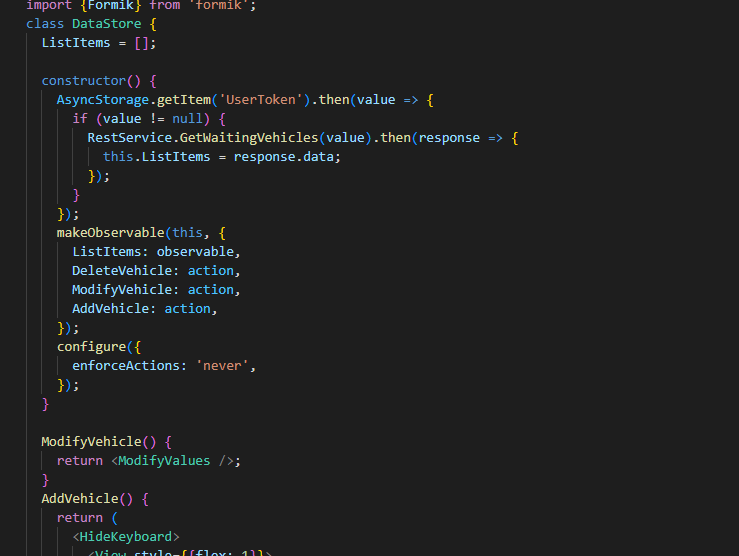 import {Formik} from 'formik';
class DataStore {
  ListItems = [];

  constructor() {
    AsyncStorage.getItem('UserToken').then(value => {
      if (value != null) {
        RestService.GetWaitingVehicles(value).then(response => {
          this.ListItems = response.data;
        });
      }
    });
    makeObservable(this, {
      ListItems: observable,
      DeleteVehicle: action,
      ModifyVehicle: action,
      AddVehicle: action,
    });
    configure({
      enforceActions: 'never',
    });
  }

  ModifyVehicle() {
    return <ModifyValues />;
  }
  AddVehicle() {
    return (
      <HideKeyboard>
        <View style={{flex: 1}}>